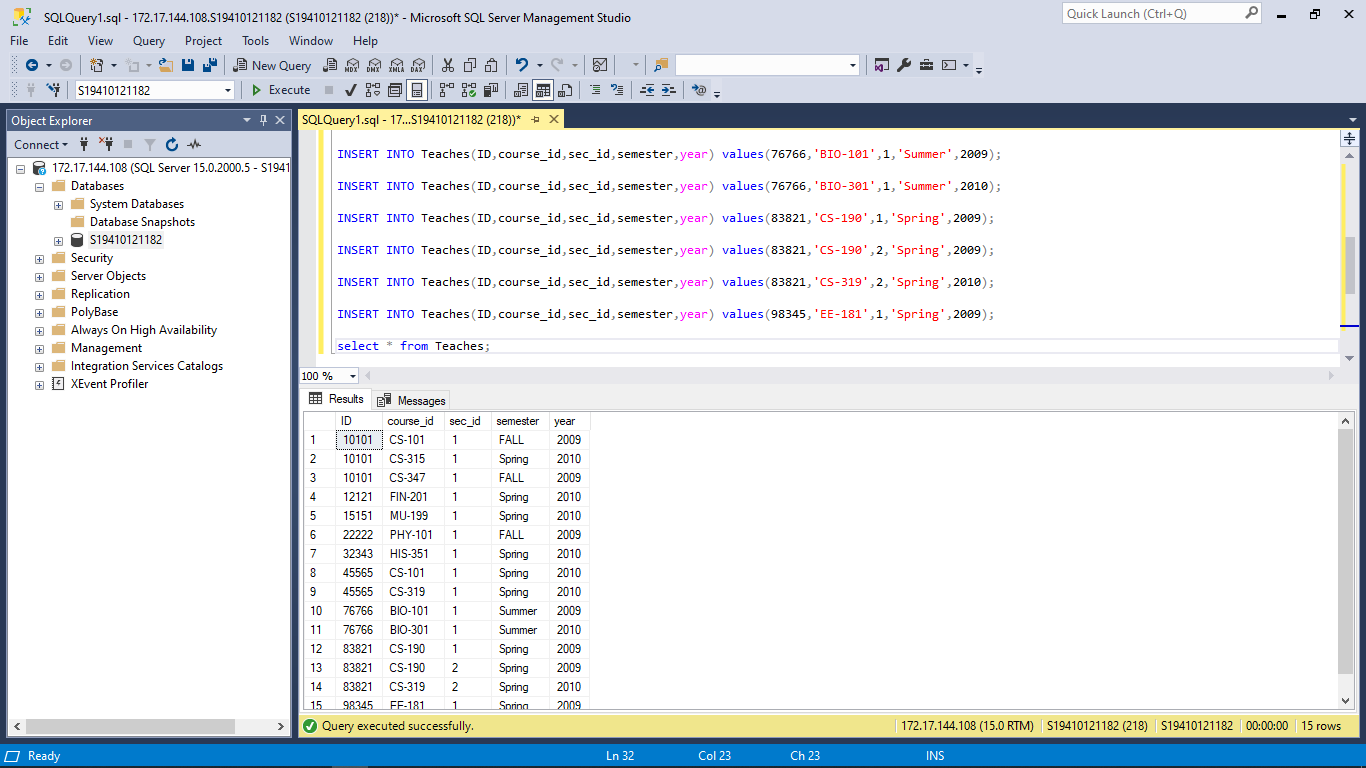 SQLQuery1.sql - 172.17.144.108.S19410121182 (S19410121182 (218))* - Microsoft SQL Server Management Studio
Quick Launch (Ctrl+Q)
File Edit View Query Project Tools Window Help
New Query MDX DMX XMLA DAX
S19410121182 Execute
Object Explorer
Connect
172.17.144.108 (SQL Server 15.0.2000.5 - S1941
Databases
System Databases
Database Snapshots
S19410121182
Security
Server Objects
Replication
PolyBase
Always On High Availability
Management
Integration Services Catalogs
XEvent Profiler
SQLQuery1.sql - 17...S19410121182 (218))*
INSERT INTO Teaches(ID,course_id,sec_id,semester,year) values(76766,'BIO-101',1,'Summer',2009);
INSERT INTO Teaches(ID,course_id,sec_id,semester,year) values(76766,'BIO-301',1,'Summer',2010);
INSERT INTO Teaches(ID,course_id,sec_id,semester,year) values(83821,'CS-190',1,'Spring',2009);
INSERT INTO Teaches(ID,course_id,sec_id,semester,year) values(83821,'CS-190',2,'Spring',2009);
INSERT INTO Teaches(ID,course_id,sec_id,semester,year) values(83821,'CS-319',2,'Spring',2010);
INSERT INTO Teaches(ID,course_id,sec_id,semester,year) values(98345,'EE-181',1,'Spring',2009);
select * from Teaches;
100 %
Results Messages
ID course_id sec_id semester year
1 10101 CS-101 1 FALL 2009
2 10101 CS-315 1 Spring 2010
3 10101 CS-347 1 FALL 2009
4 12121 FIN-201 1 Spring 2010
5 15151 MU-199 1 Spring 2010
6 22222 PHY-101 1 FALL 2009
7 32343 HIS-351 1 Spring 2010
8 45565 CS-101 1 Spring 2010
9 45565 CS-319 1 Spring 2010
10 76766 BIO-101 1 Summer 2009
11 76766 BIO-301 1 Summer 2010
12 83821 CS-190 1 Spring 2009
13 83821 CS-190 2 Spring 2009
14 83821 CS-319 2 Spring 2010
15 98345 EE-181 1 Spring 2009
Query executed successfully. 172.17.144.108 (15.0 RTM) S19410121182 (218) S19410121182 00:00:00 15 rows
Ready Ln 32 Col 23 Ch 23 INS